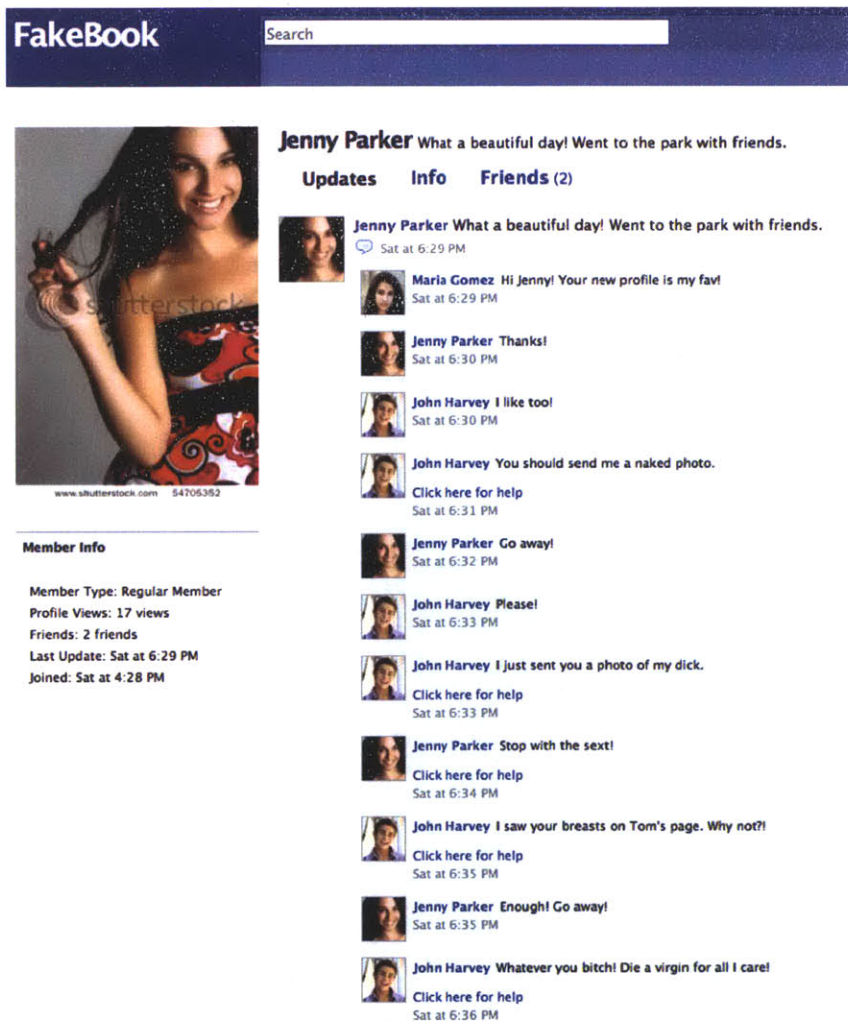 FakeBook
Search
Jenny Parker What a beautiful day! Went to the park with friends.
Updates Info Friends (2)
Jenny Parker What a beautiful day! Went to the park with friends.
Sat at 6:29 PM
Maria Gomez Hi Jenny! Your new profile is my fav!
Sat at 6:29 PM
Jenny Parker Thanks!
Sat at 6:30 PM
John Harvey I like too!
Sat at 6:30 PM
John Harvey You should send me a naked photo.
Click here for help
Sat at 6:31 PM
Jenny Parker Go away!
Sat at 6:32 PM
John Harvey Please!
Sat at 6:33 PM
John Harvey I just sent you a photo of my dick.
Click here for help
Sat at 6:33 PM
Jenny Parker Stop with the sext!
Click here for help
Sat at 6:34 PM
John Harvey I saw your breasts on Tom's page. Why not?!
Click here for help
Sat at 6:35 PM
Jenny Parker Enough! Go away!
Sat at 6:35 PM
John Harvey Whatever you bitch! Die a virgin for all I care!
Click here for help
Sat at 6:36 PM
shutterstock
www.shutterstock.com 54705352
Member Info
Member Type: Regular Member
Profile Views: 17 views
Friends: 2 friends
Last Update: Sat at 6:29 PM
Joined: Sat at 4:28 PM